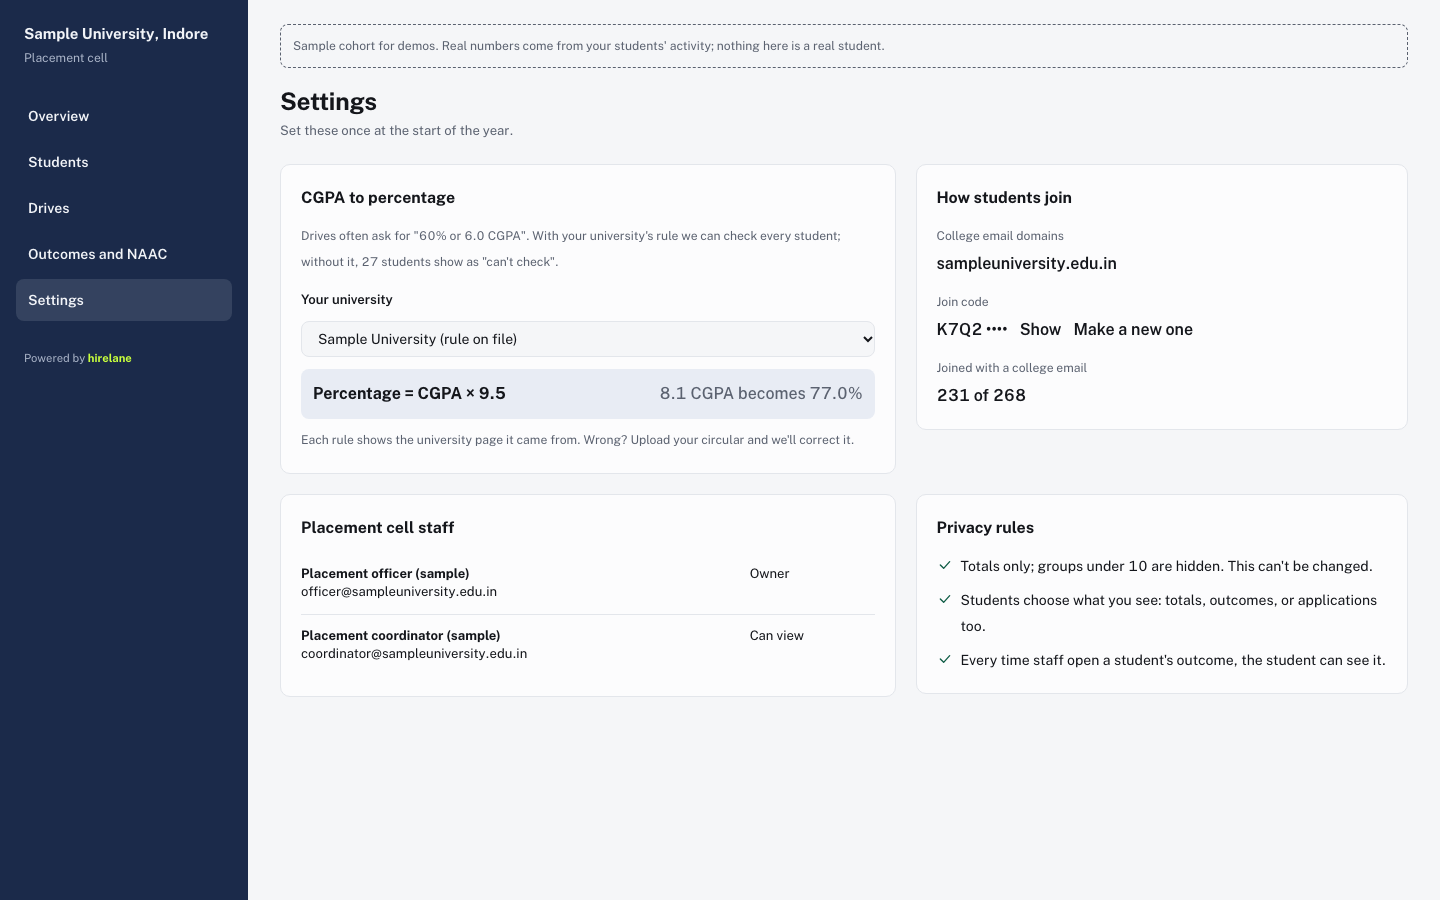 Sample University, Indore
Placement cell
Overview
Students
Drives
Outcomes and NAAC
Settings
Powered by hirelane
Sample cohort for demos. Real numbers come from your students' activity; nothing here is a real student.
Settings
Set these once at the start of the year.
CGPA to percentage
Drives often ask for "60% or 6.0 CGPA". With your university's rule we can check every student;
without it, 27 students show as "can't check".
Your university
Sample University (rule on file)
Percentage = CGPA × 9.5
8.1 CGPA becomes 77.0%
Each rule shows the university page it came from. Wrong? Upload your circular and we'll correct it.
How students join
College email domains
sampleuniversity.edu.in
Join code
K7Q2 •••• Show Make a new one
Joined with a college email
231 of 268
Placement cell staff
Placement officer (sample)
Owner
officer@sampleuniversity.edu.in
Placement coordinator (sample)
Can view
coordinator@sampleuniversity.edu.in
Privacy rules
Totals only; groups under 10 are hidden. This can't be changed.
Students choose what you see: totals, outcomes, or applications
too.
Every time staff open a student's outcome, the student can see it.